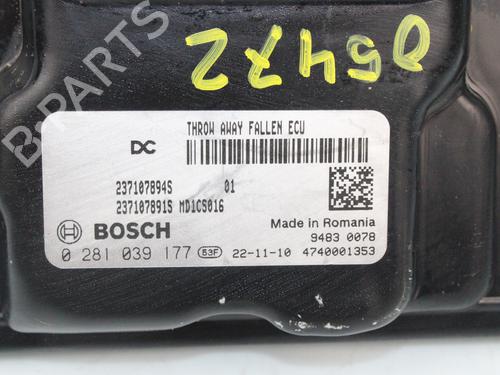 05472
B-PARTS
THROW AWAY FALLEN ECU
DC
237107894S 01
237107891S MD1CS016
BOSCH
Made in Romania
9483 0078
0 281 039 177 53F 22-11-10 4740001353